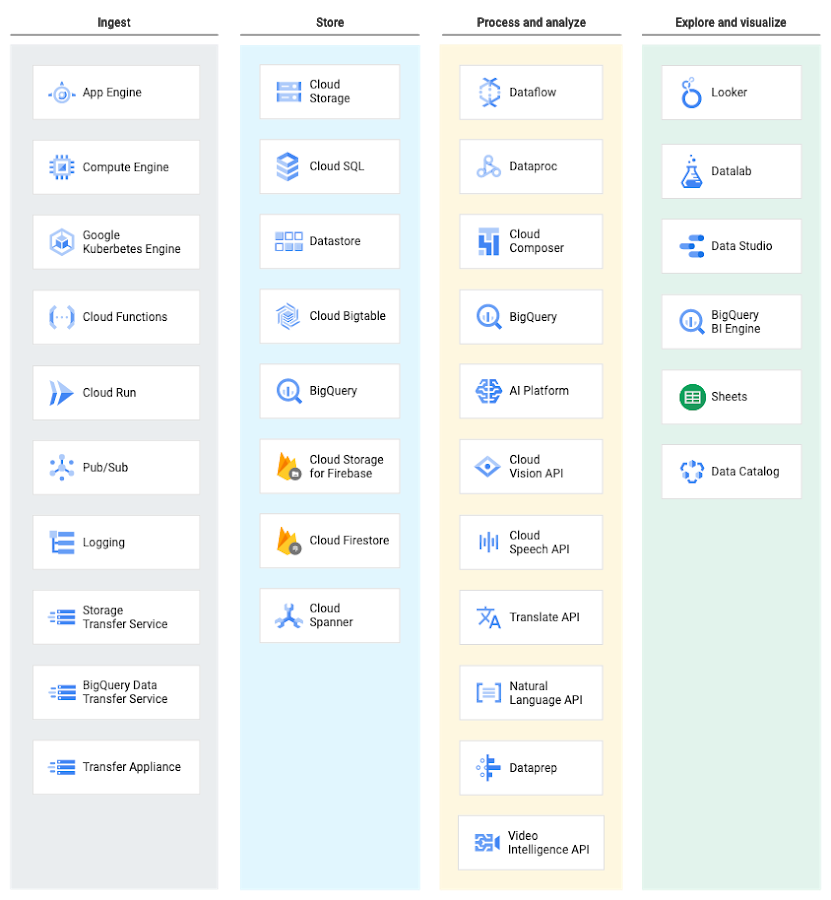 Ingest
App Engine
Compute Engine
Google
Kuberbetes Engine
Cloud Functions
Cloud Run
Pub/Sub
Logging
Storage
Transfer Service
BigQuery Data
Transfer Service
Transfer Appliance
Store
Cloud
Storage
Cloud SQL
Datastore
Cloud Bigtable
BigQuery
Cloud Storage
for Firebase
Cloud Firestore
Cloud
Spanner
Process and analyze
Dataflow
Dataproc
Cloud
Composer
BigQuery
AI Platform
Cloud
Vision API
Cloud
Speech API
Translate API
Natural
Language API
Dataprep
Video
Intelligence API
Explore and visualize
Looker
Datalab
Data Studio
BigQuery
BI Engine
Sheets
Data Catalog